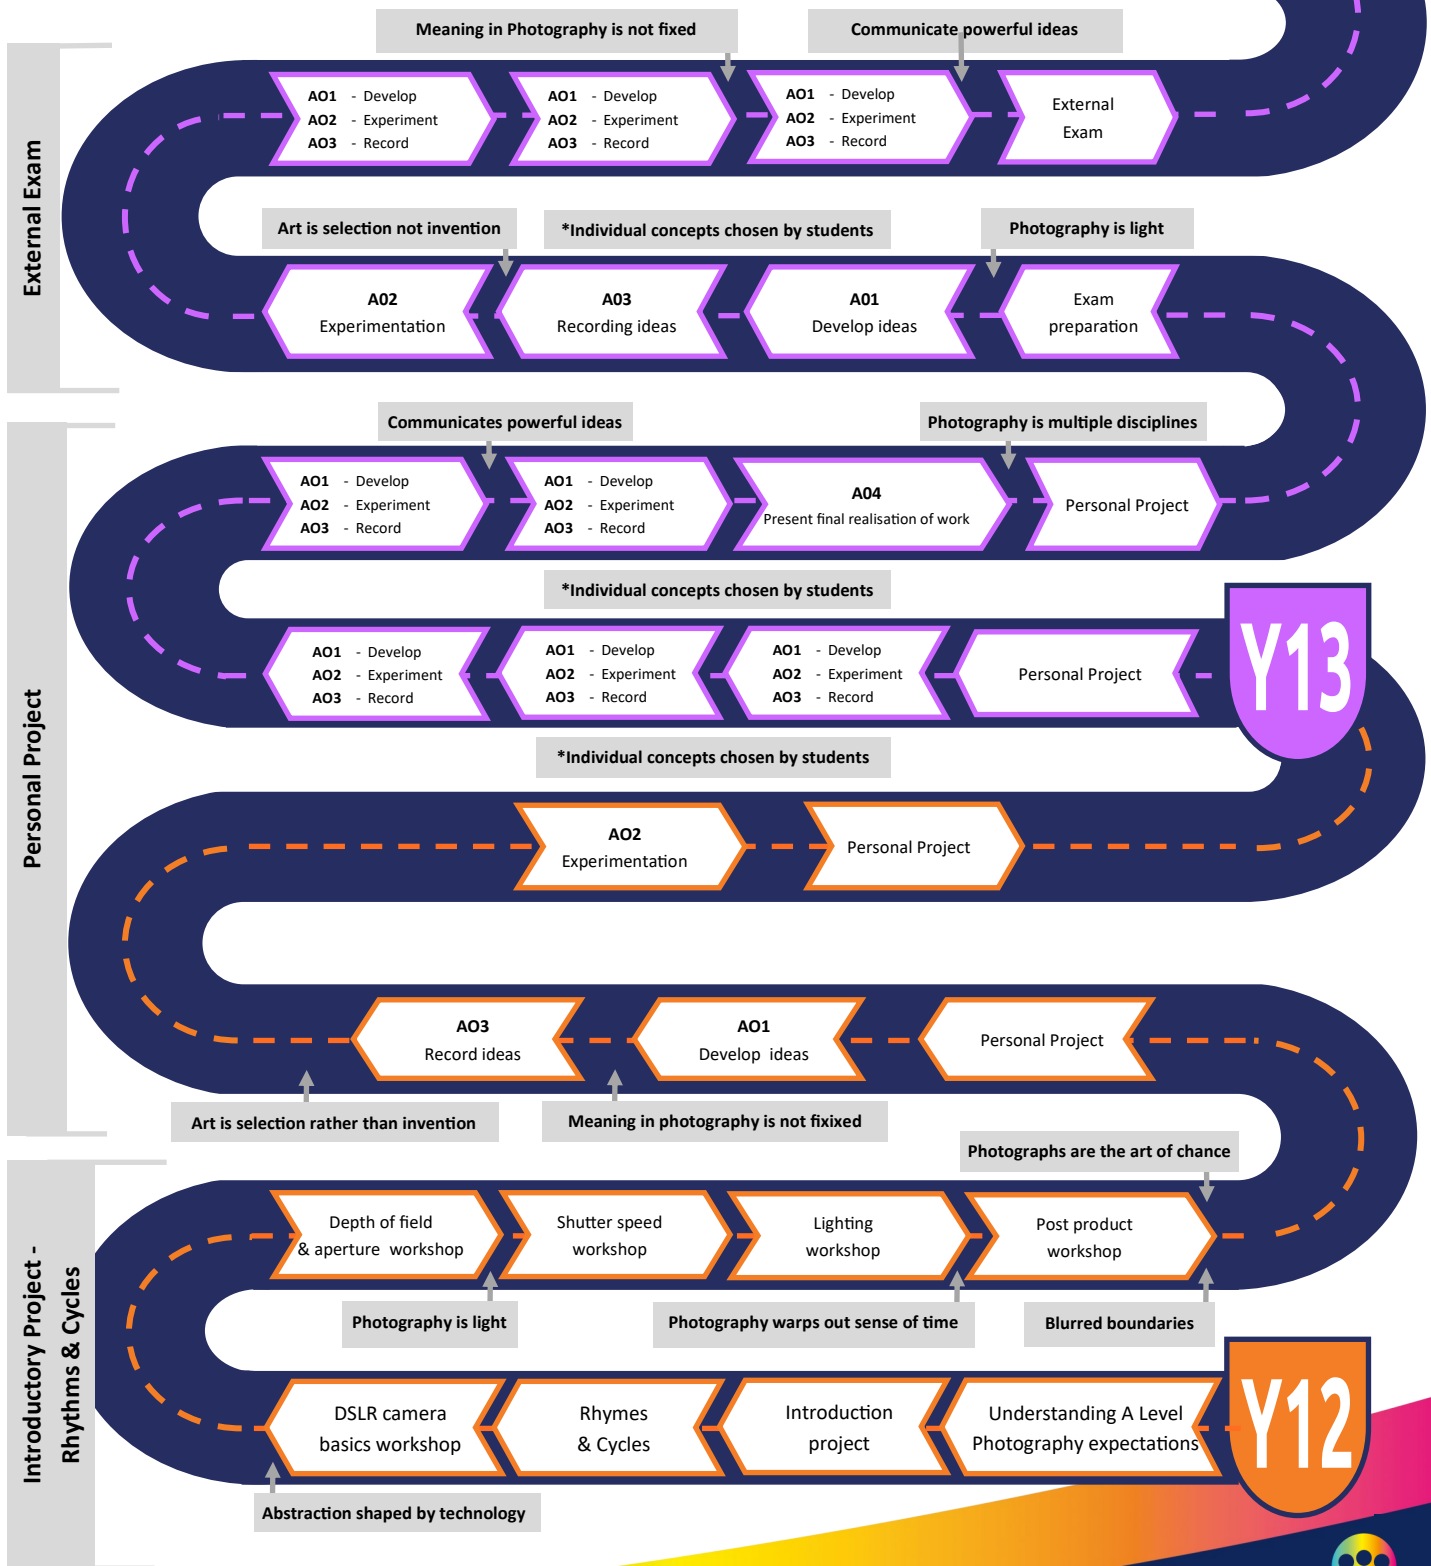 Meaning in Photography is not fixed
Communicate powerful ideas
External Exam
AO1 - Develop
AO2 - Experiment
AO3 - Record
AO1 - Develop
AO2 - Experiment
AO3 - Record
AO1 - Develop
AO2 - Experiment
AO3 - Record
External
Exam
Art is selection not invention
*Individual concepts chosen by students
Photography is light
A02
Experimentation
A03
Recording ideas
A01
Develop ideas
Exam
preparation
Personal Project
Communicates powerful ideas
Photography is multiple disciplines
AO1 - Develop
AO2 - Experiment
AO3 - Record
AO1 - Develop
AO2 - Experiment
AO3 - Record
A04
Present final realisation of work
Personal Project
*Individual concepts chosen by students
Y13
AO1 - Develop
AO2 - Experiment
AO3 - Record
AO1 - Develop
AO2 - Experiment
AO3 - Record
AO1 - Develop
AO2 - Experiment
AO3 - Record
Personal Project
*Individual concepts chosen by students
AO2
Experimentation
Personal Project
AO3
Record ideas
AO1
Develop ideas
Personal Project
Art is selection rather than invention
Meaning in photography is not fixixed
Photographs are the art of chance
Introductory Project -
Rhythms & Cycles
Depth of field
& aperture workshop
Shutter speed
workshop
Lighting
workshop
Post product
workshop
Photography is light
Photography warps out sense of time
Blurred boundaries
DSLR camera
basics workshop
Rhymes
& Cycles
Introduction
project
Understanding A Level
Photography expectations
Y12
Abstraction shaped by technology